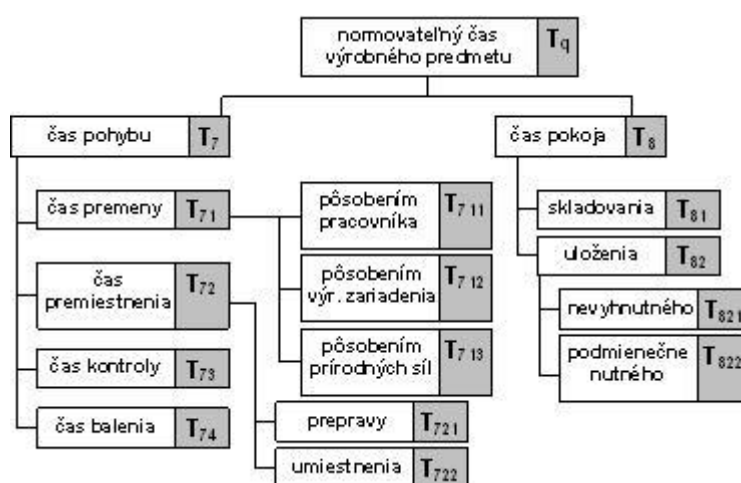 normovateľný čas
výrobného predmetu
Tq
čas pohybu
T7
čas pokoja
T8
čas premeny
T71
pôsobením
pracovníka
T711
skladovania
T81
čas
premiestnenia
T72
pôsobením
výr. zariadenia
T712
uloženia
T82
nevyhnutného
T821
čas kontroly
T73
pôsobením
prírodných síl
T713
podmienečne
nutného
T822
čas balenia
T74
prepravy
T721
umiestnenia
T722